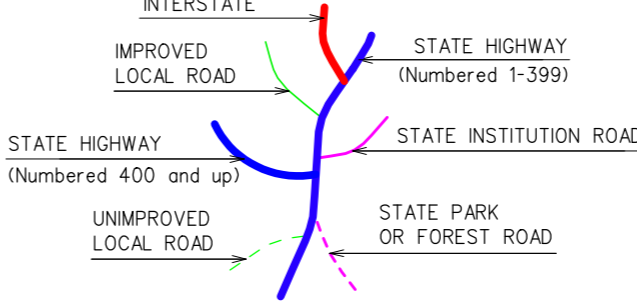 INTERSTATE
IMPROVED
LOCAL ROAD
STATE HIGHWAY
(Numbered 1-399)
STATE HIGHWAY
(Numbered 400 and up)
STATE INSTITUTION ROAD
UNIMPROVED
LOCAL ROAD
STATE PARK
OR FOREST ROAD